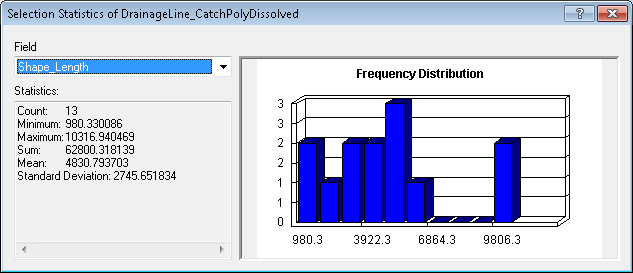 Selection Statistics of DrainageLine_CatchPolyDissolved
Field
Shape_Length
Statistics:
Count: 13
Minimum: 980.330086
Maximum: 10316.940469
Sum: 62800.318139
Mean: 4830.793703
Standard Deviation: 2745.651834
Frequency Distribution
3
3
2
2
1
1
0
980.3 3922.3 6864.3 9806.3